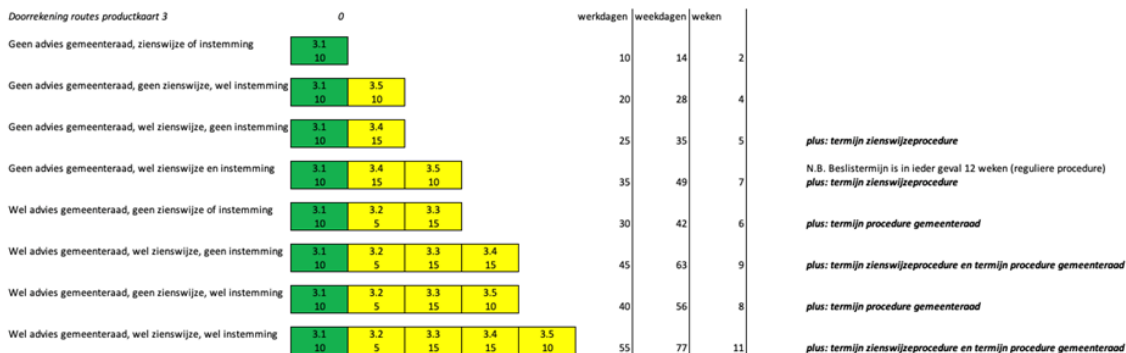 Doorrekening routes productkaart 3 0 werkdagen weekdagen weken
Geen advies gemeenteraad, zienswijze of instemming 3.1
10 10 14 2
Geen advies gemeenteraad, geen zienswijze, wel instemming 3.1 3.5
10 10 20 28 4
Geen advies gemeenteraad, wel zienswijze, geen instemming 3.1 3.4
10 15 25 35 5 plus: termijn zienswijzeprocedure
Geen advies gemeenteraad, wel zienswijze en instemming 3.1 3.4 3.5 N.B. Beslistermijn is in ieder geval 12 weken (reguliere procedure)
10 15 10 35 49 7 plus: termijn zienswijzeprocedure
Wel advies gemeenteraad, geen zienswijze of instemming 3.1 3.2 3.3
10 5 15 30 42 6 plus: termijn procedure gemeenteraad
Wel advies gemeenteraad, wel zienswijze, geen instemming 3.1 3.2 3.3 3.4
10 5 15 15 45 63 9 plus: termijn zienswijzeprocedure en termijn procedure gemeenteraad
Wel advies gemeenteraad, geen zienswijze, wel instemming 3.1 3.2 3.3 3.5
10 5 15 10 40 56 8 plus: termijn procedure gemeenteraad
Wel advies gemeenteraad, wel zienswijze, wel instemming 3.1 3.2 3.3 3.4 3.5
10 5 15 15 10 55 77 11 plus: termijn zienswijzeprocedure en termijn procedure gemeenteraad